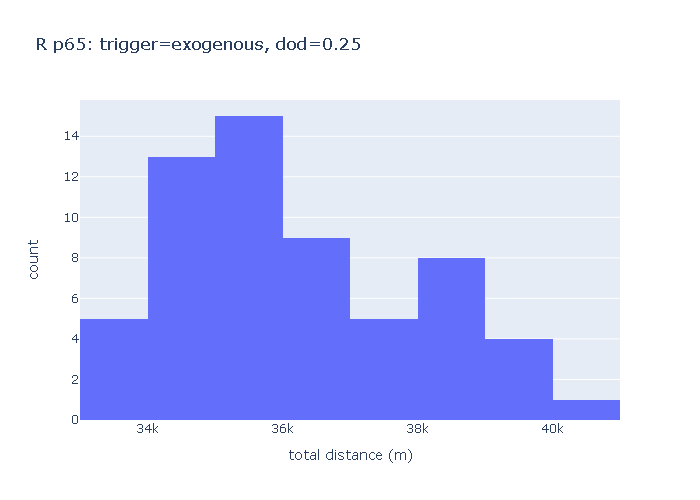 R p65: trigger=exogenous, dod=0.25
count
14
12
10
8
6
4
2
0
34k 36k 38k 40k
total distance (m)